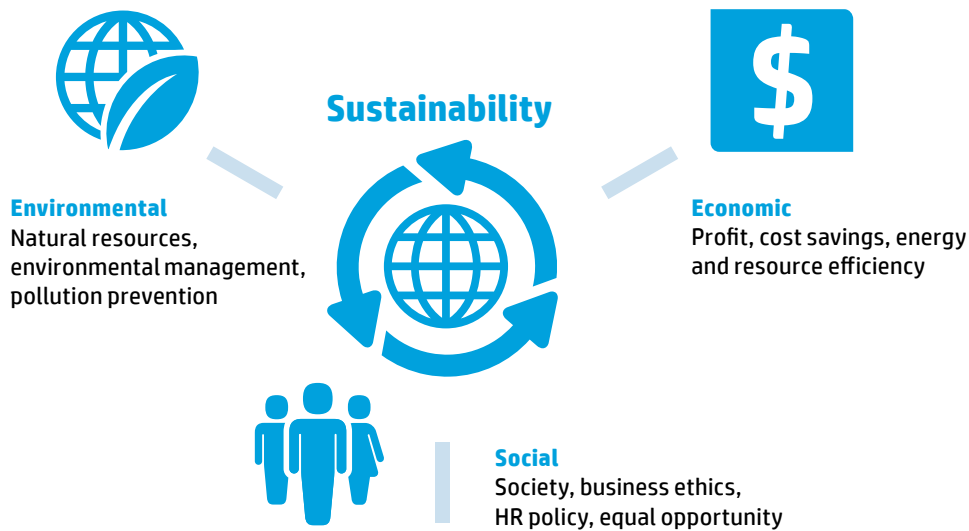 Sustainability
Environmental
Natural resources,
environmental management,
pollution prevention
$
Economic
Profit, cost savings, energy
and resource efficiency
Social
Society, business ethics,
HR policy, equal opportunity